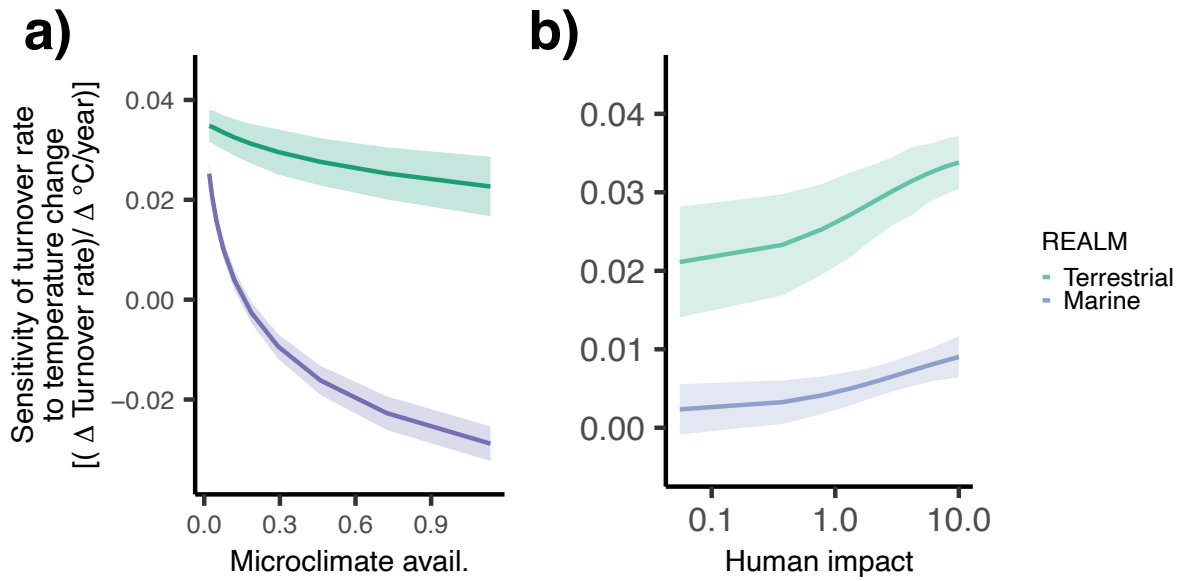 a)
Sensitivity of turnover rate
to temperature change
[( Δ Turnover rate)/ Δ °C/year)]
0.04
0.02
0.00
−0.02
0.0 0.3 0.6 0.9
Microclimate avail.
b)
0.04
0.03
0.02
0.01
0.00
0.1 1.0 10.0
Human impact
REALM
Terrestrial
Marine